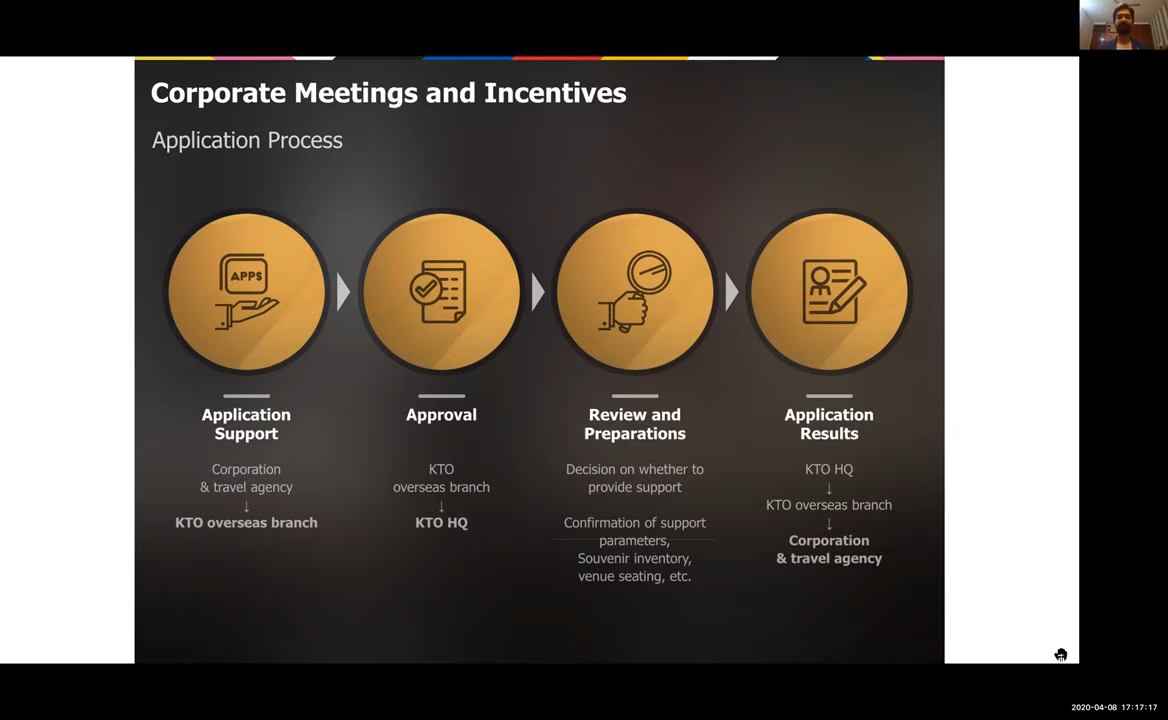 Corporate Meetings and Incentives
Application Process
APPS
Application
Support
Corporation
& travel agency
↓
KTO overseas branch
Approval
KTO
overseas branch
↓
KTO HQ
Review and
Preparations
Decision on whether to
provide support
Confirmation of support
parameters,
Souvenir inventory,
venue seating, etc.
Application
Results
KTO HQ
↓
KTO overseas branch
↓
Corporation
& travel agency
2020-04-08 17:17:17